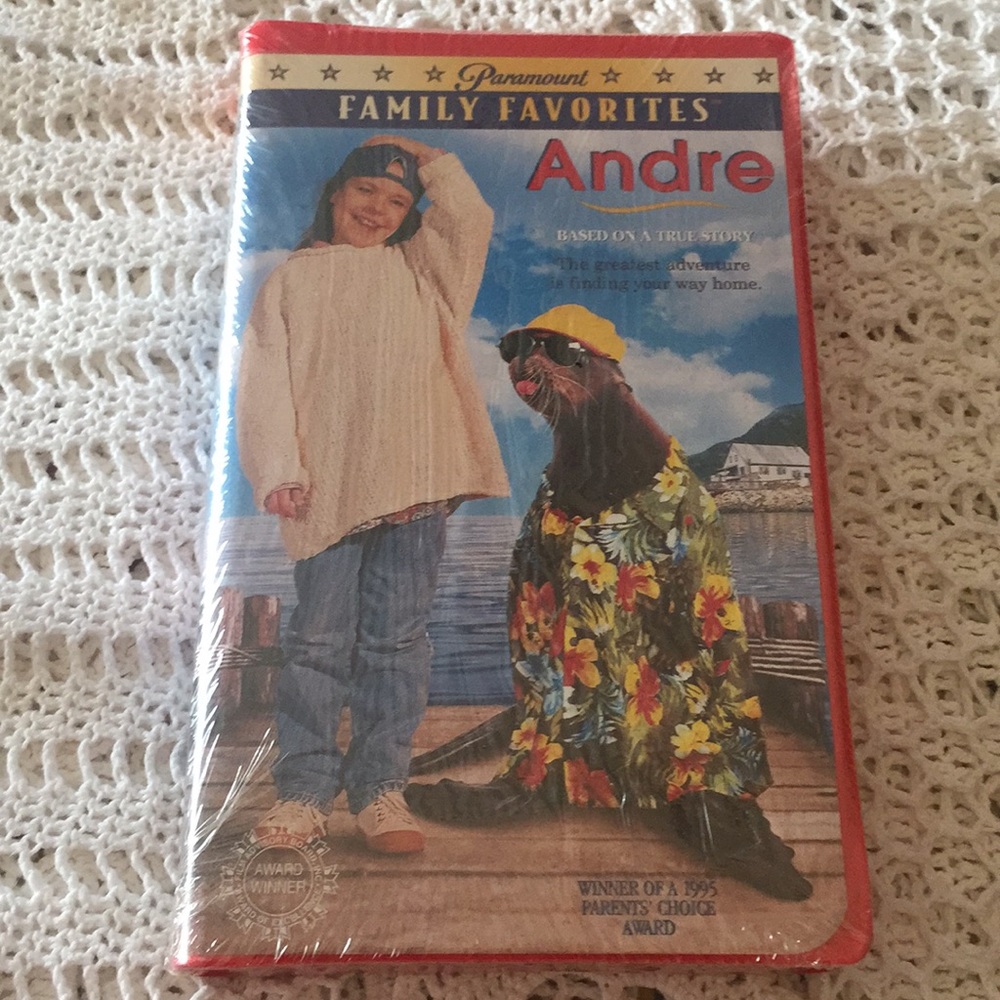 Paramount
FAMILY FAVORITES
Andre
BASED ON A TRUE STORY
The greatest adventure
is finding your way home.
AWARD
WINNER
WINNER OF A 1995
PARENTS' CHOICE
AWARD